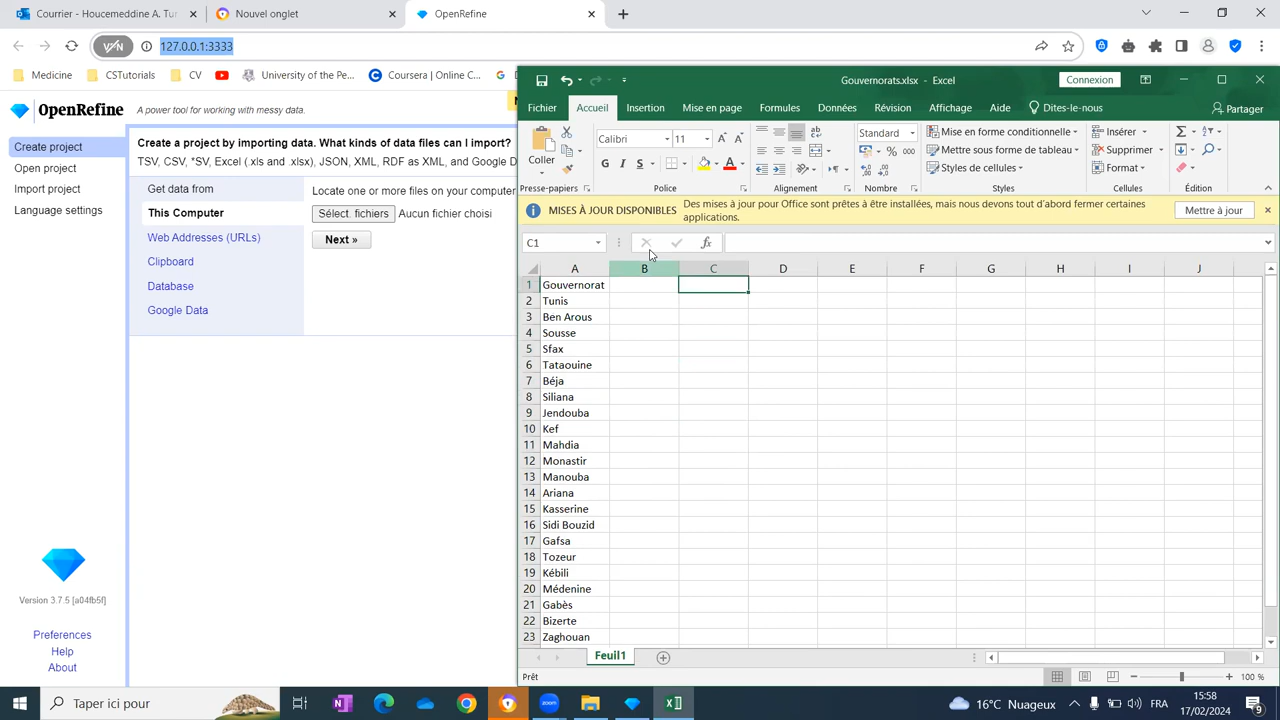 Courrier - Houcemeddine A. Tur
Nouvel onglet
OpenRefine
127.0.0.1:3333
Medicine
CSTutorials
CV
University of the Pe...
Coursera | Online C...
OpenRefine
A power tool for working with messy data.
Create project
Open project
Import project
Language settings
Create a project by importing data. What kinds of data files can I import?
TSV, CSV, *SV, Excel (.xls and .xlsx), JSON, XML, RDF as XML, and Google D
Get data from
This Computer
Web Addresses (URLs)
Clipboard
Database
Google Data
Locate one or more files on your computer
Sélect. fichiers
Aucun fichier choisi
Next »
Version 3.7.5 [a04fb5f]
Preferences
Help
About
Gouvernorats.xlsx - Excel
Connexion
Fichier
Accueil
Insertion
Mise en page
Formules
Données
Révision
Affichage
Aide
Dites-le-nous
Partager
Coller
Presse-papiers
Calibri
11
G I S
Police
Alignement
Standard
% 000
Nombre
Mise en forme conditionnelle
Mettre sous forme de tableau
Styles de cellules
Styles
Insérer
Supprimer
Format
Cellules
Édition
MISES À JOUR DISPONIBLES
Des mises à jour pour Office sont prêtes à être installées, mais nous devons tout d'abord fermer certaines
applications.
Mettre à jour
C1
fx
A B C D E F G H I J
1 Gouvernorat
2 Tunis
3 Ben Arous
4 Sousse
5 Sfax
6 Tataouine
7 Béja
8 Siliana
9 Jendouba
10 Kef
11 Mahdia
12 Monastir
13 Manouba
14 Ariana
15 Kasserine
16 Sidi Bouzid
17 Gafsa
18 Tozeur
19 Kébili
20 Médenine
21 Gabès
22 Bizerte
23 Zaghouan
Feuil1
Prêt
100 %
Taper ici pour
zoom
16°C Nuageux
FRA
15:58
17/02/2024
9